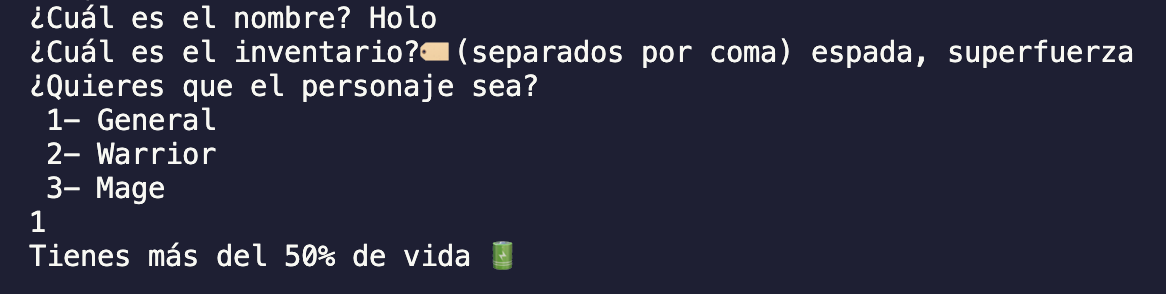 ¿Cuál es el nombre? Holo
¿Cuál es el inventario?🏷️(separados por coma) espada, superfuerza
¿Quieres que el personaje sea?
1- General
2- Warrior
3- Mage
1
Tienes más del 50% de vida 🔋